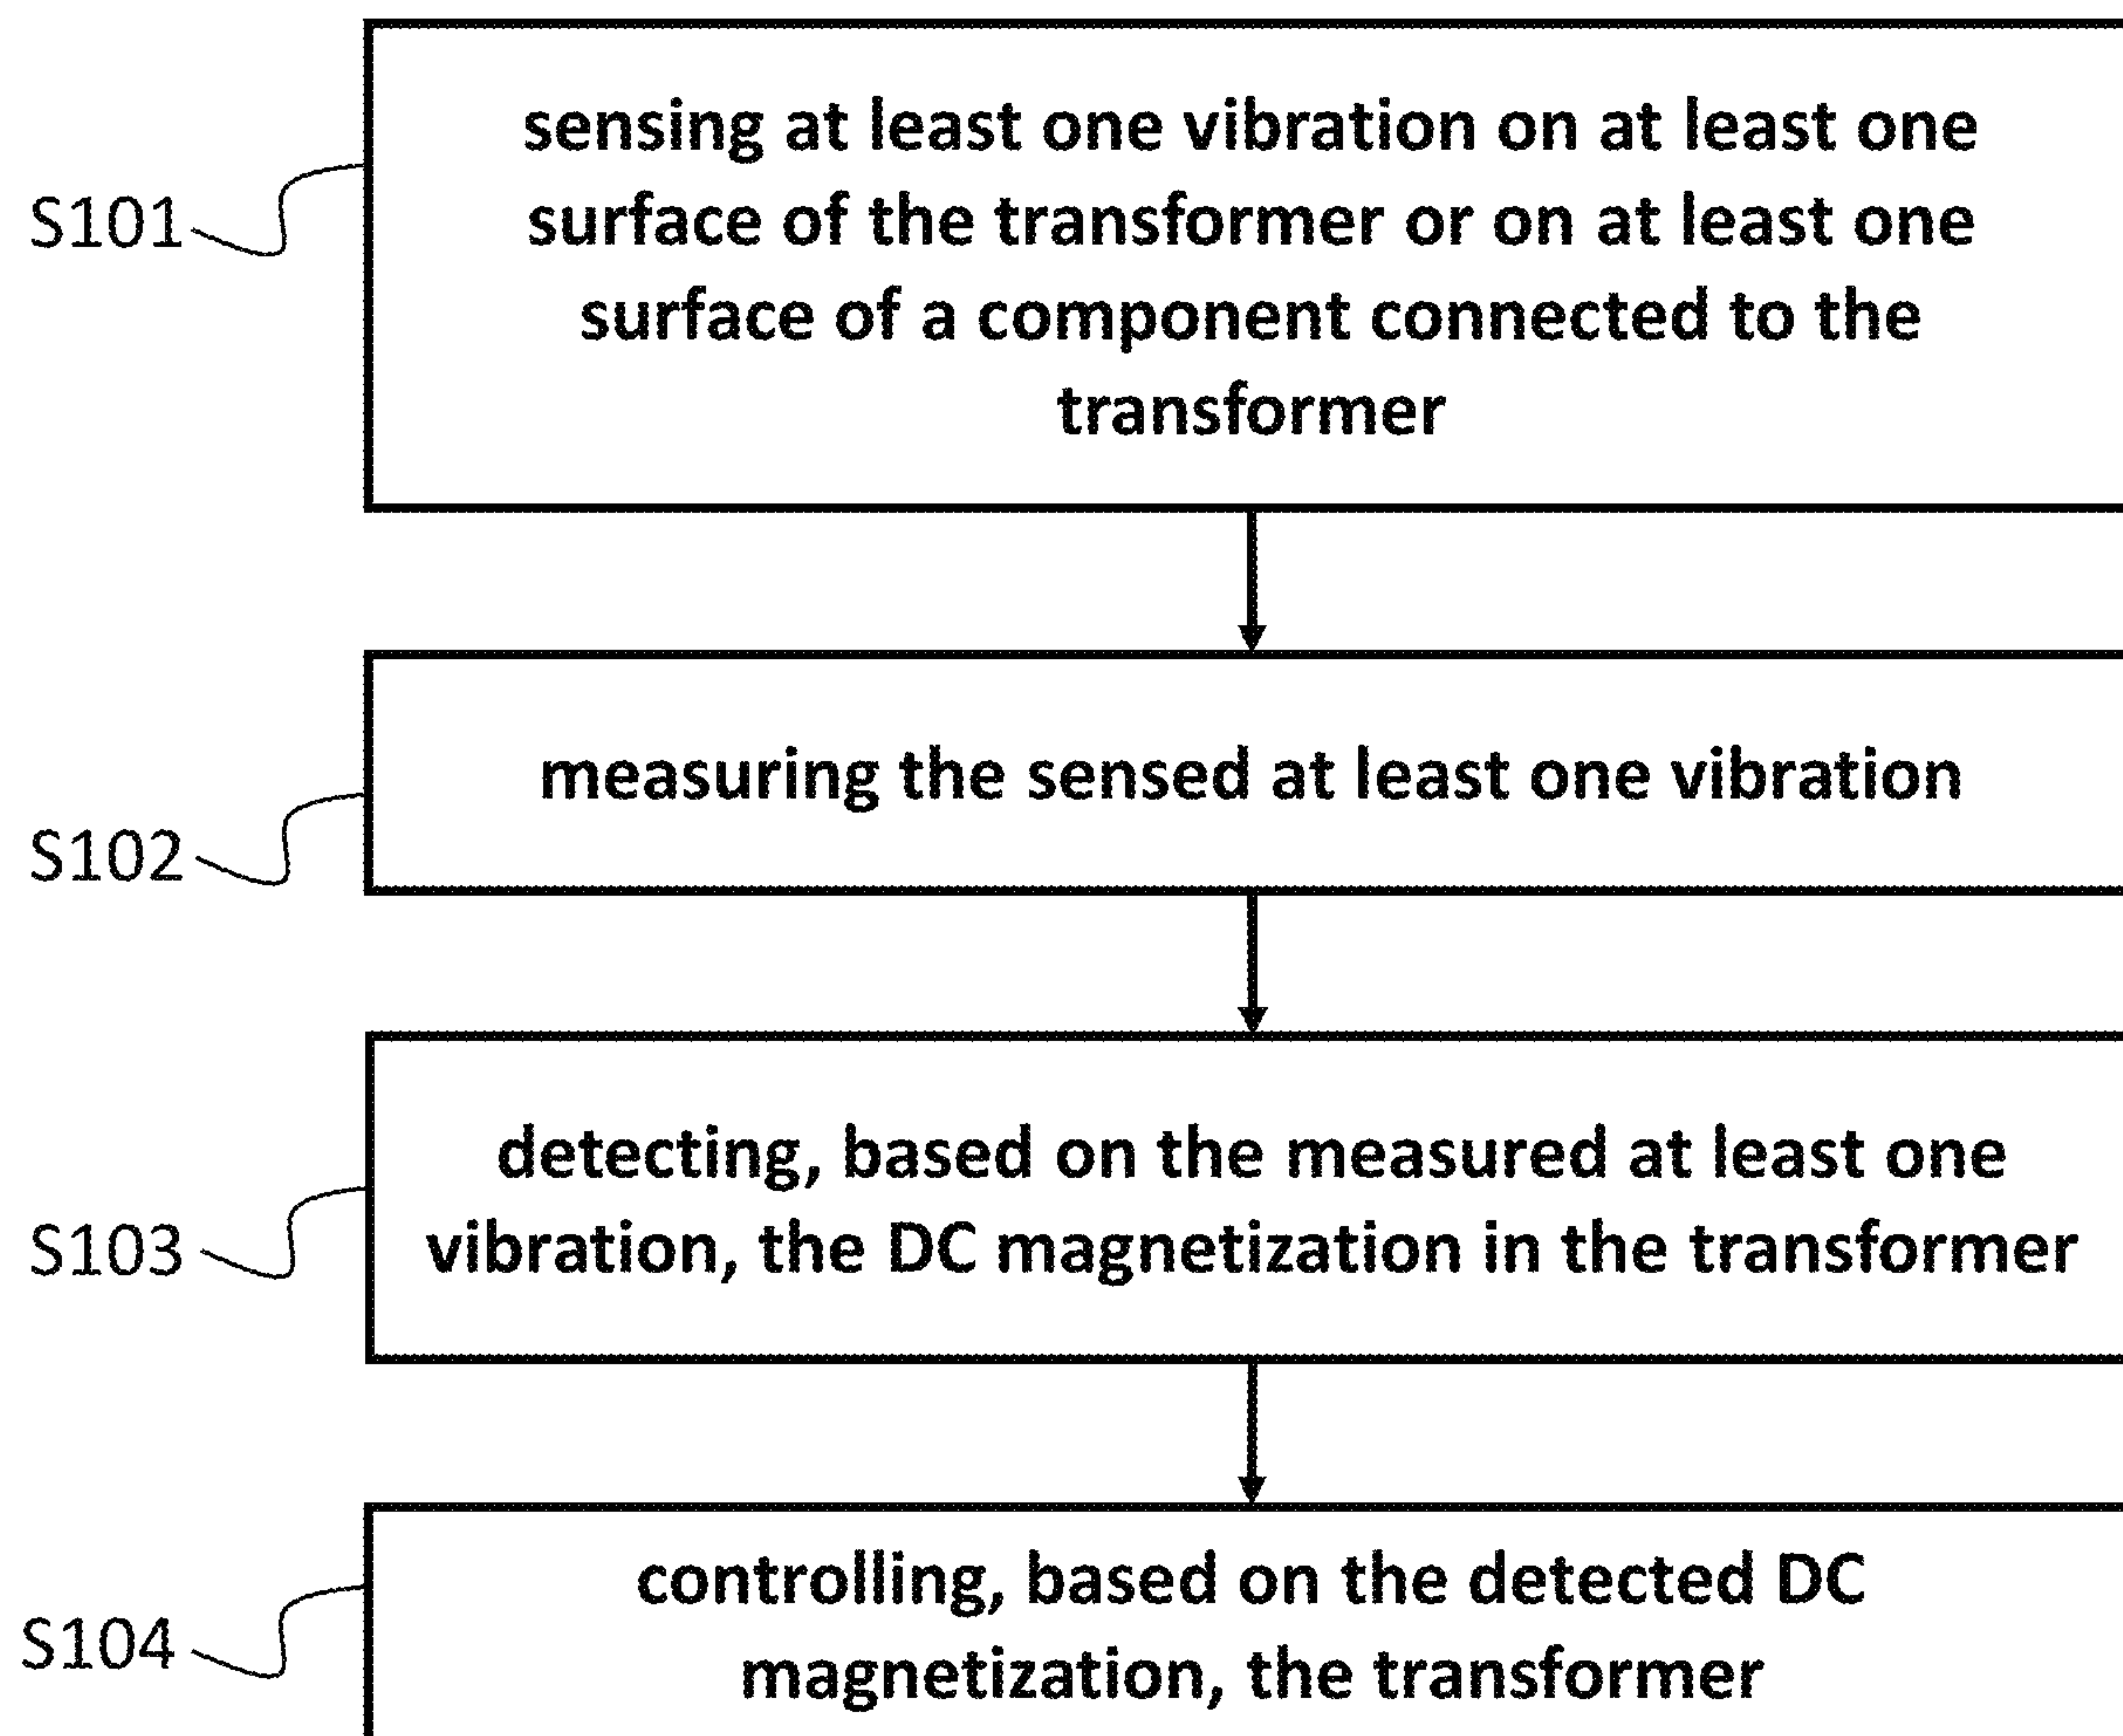 sensing at least one vibration on at least one
surface of the transformer or on at least one
surface of a component connected to the
transformer
S101
measuring the sensed at least one vibration
S102
detecting, based on the measured at least one
vibration, the DC magnetization in the transformer
S103
controlling, based on the detected DC
magnetization, the transformer
S104